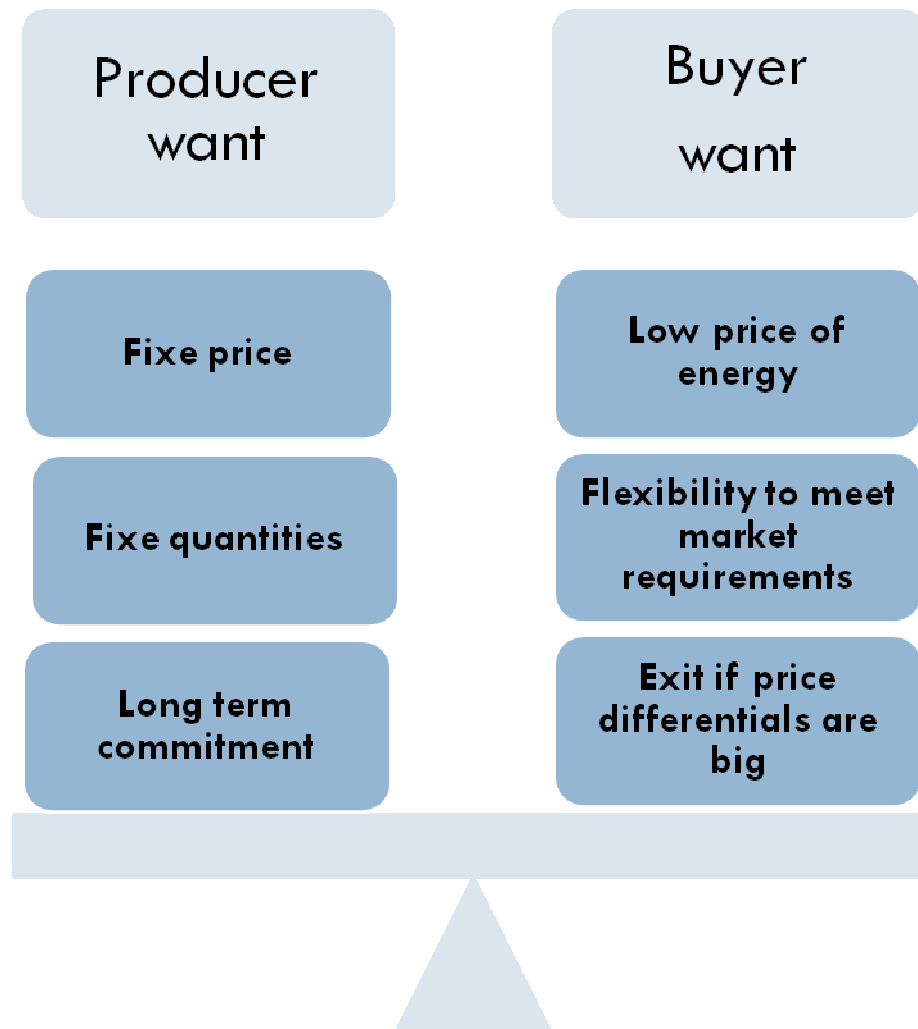 Producer
want
Buyer
want
Fixe price
Low price of
energy
Fixe quantities
Flexibility to meet
market
requirements
Long term
commitment
Exit if price
differentials are
big